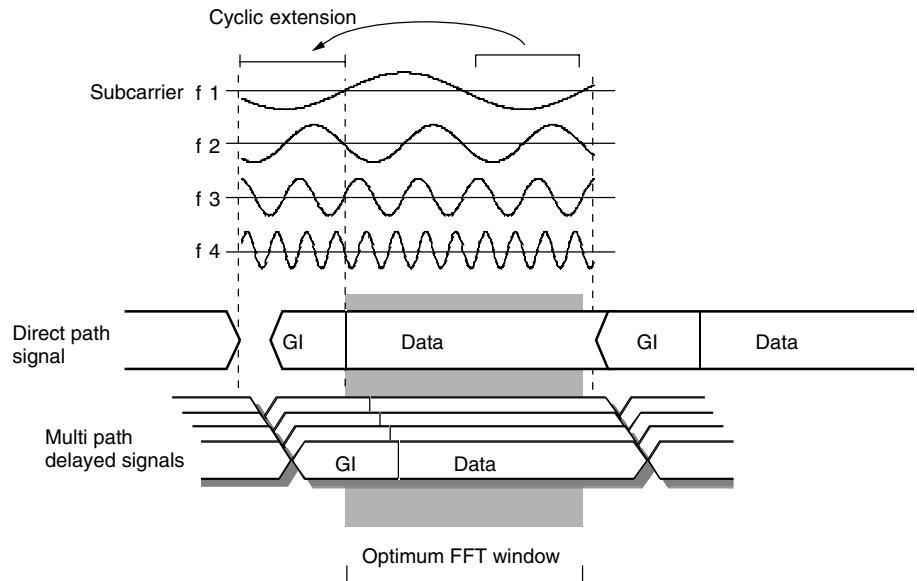 Cyclic extension
Subcarrier f 1
f 2
f 3
f 4
Direct path
signal
GI
Data
GI
Data
Multi path
delayed signals
GI
Data
Optimum FFT window